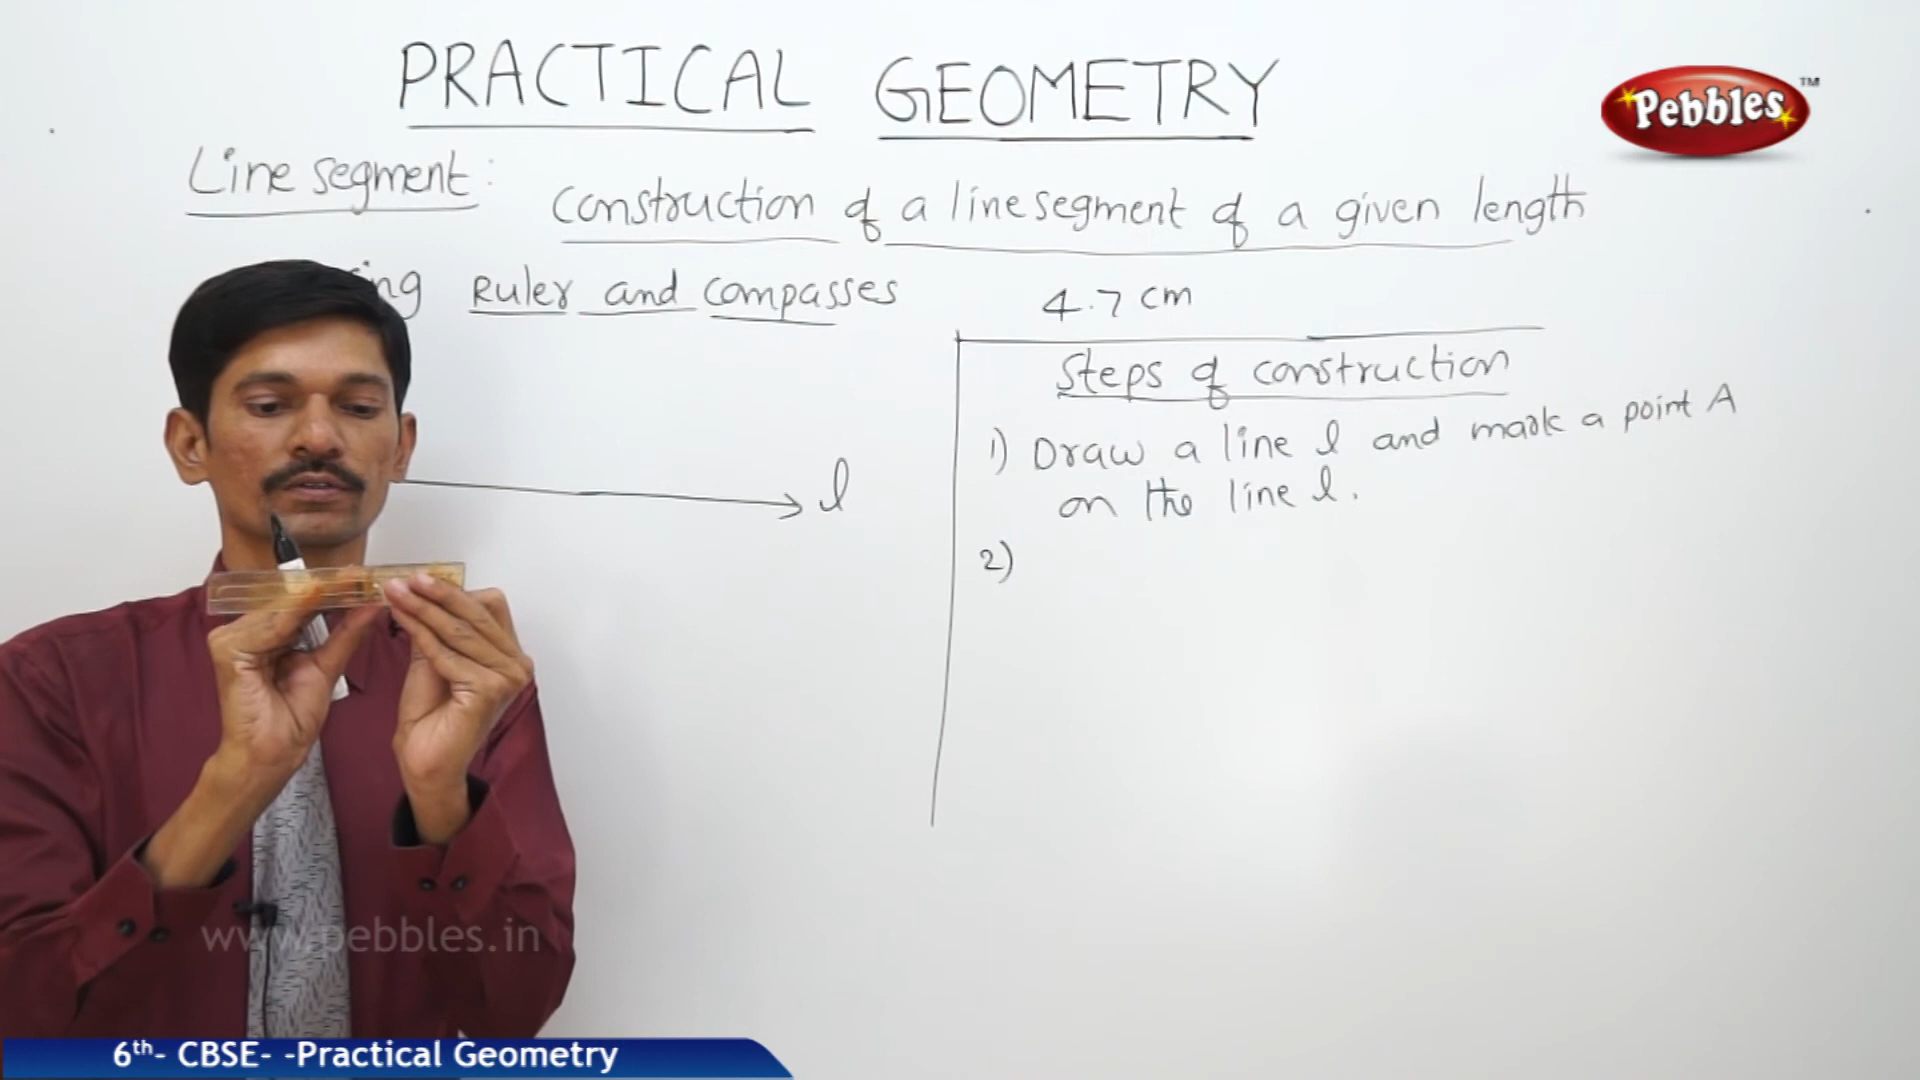 PRACTICAL GEOMETRY
Pebbles TM
Line segment :
construction of a line segment of a given length
Ruler and compasses
4.7 cm
Steps of construction
1) Draw a line l and mark a point A
on the line l.
l
2)
www.pebbles.in
6th- CBSE- -Practical Geometry